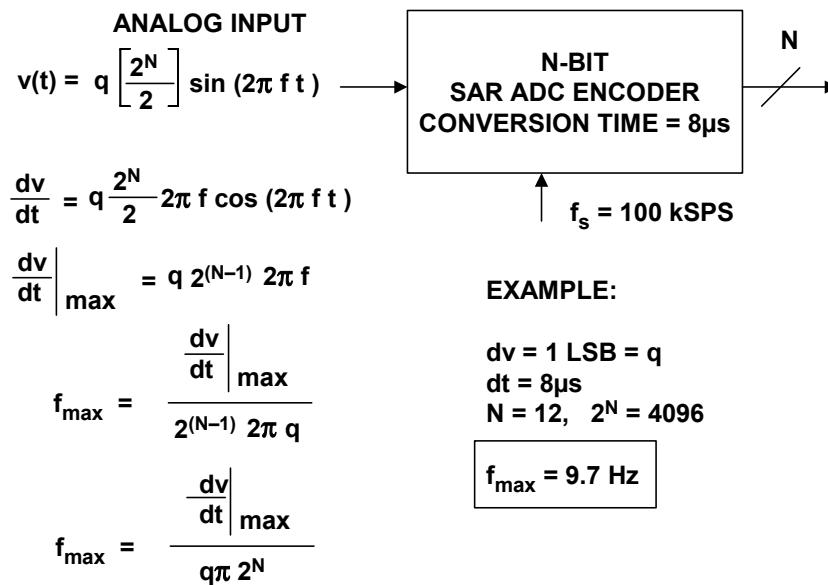 ANALOG INPUT
v(t) = q [2^N / 2] sin (2π f t )
dv/dt = q 2^N/2 2π f cos (2π f t )
dv/dt |max = q 2^(N–1) 2π f
f_max = dv/dt |max / 2^(N–1) 2π q
f_max = dv/dt |max / qπ 2^N
N-BIT
SAR ADC ENCODER
CONVERSION TIME = 8µs
N
f_s = 100 kSPS
EXAMPLE:
dv = 1 LSB = q
dt = 8µs
N = 12, 2^N = 4096
f_max = 9.7 Hz